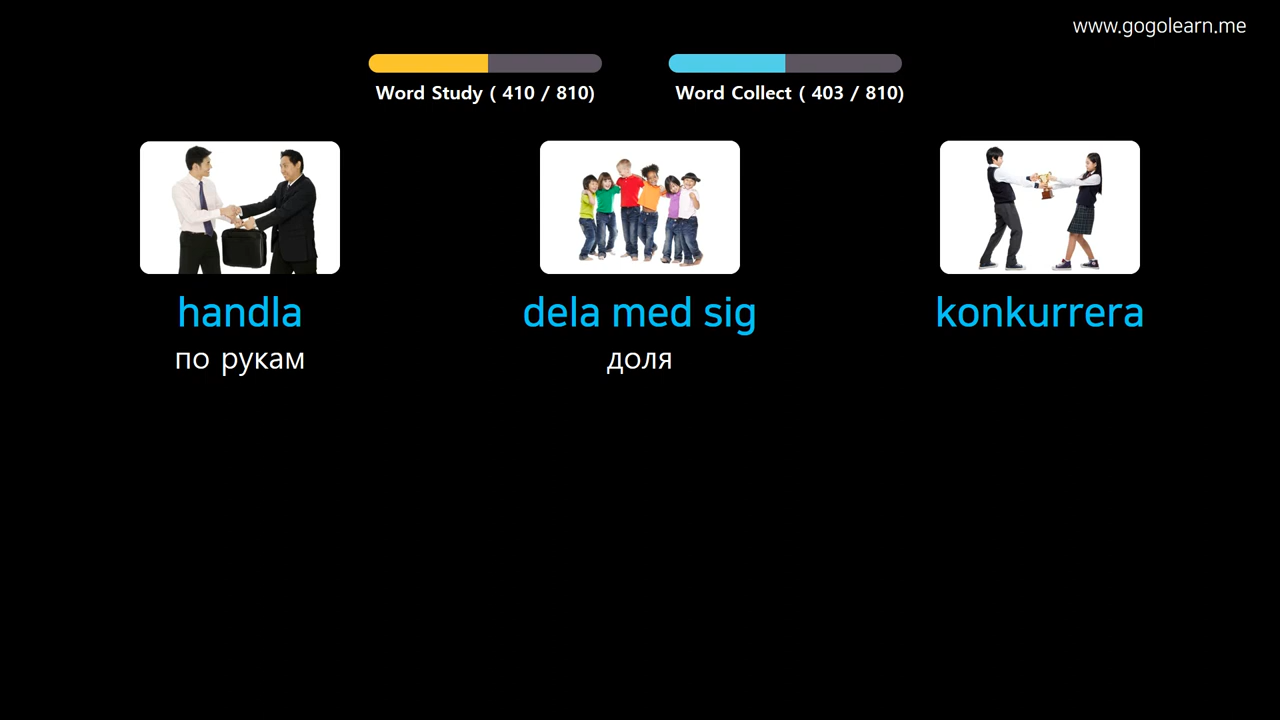 www.gogolearn.me
Word Study ( 410 / 810)
Word Collect ( 403 / 810)
handla
по рукам
dela med sig
доля
konkurrera